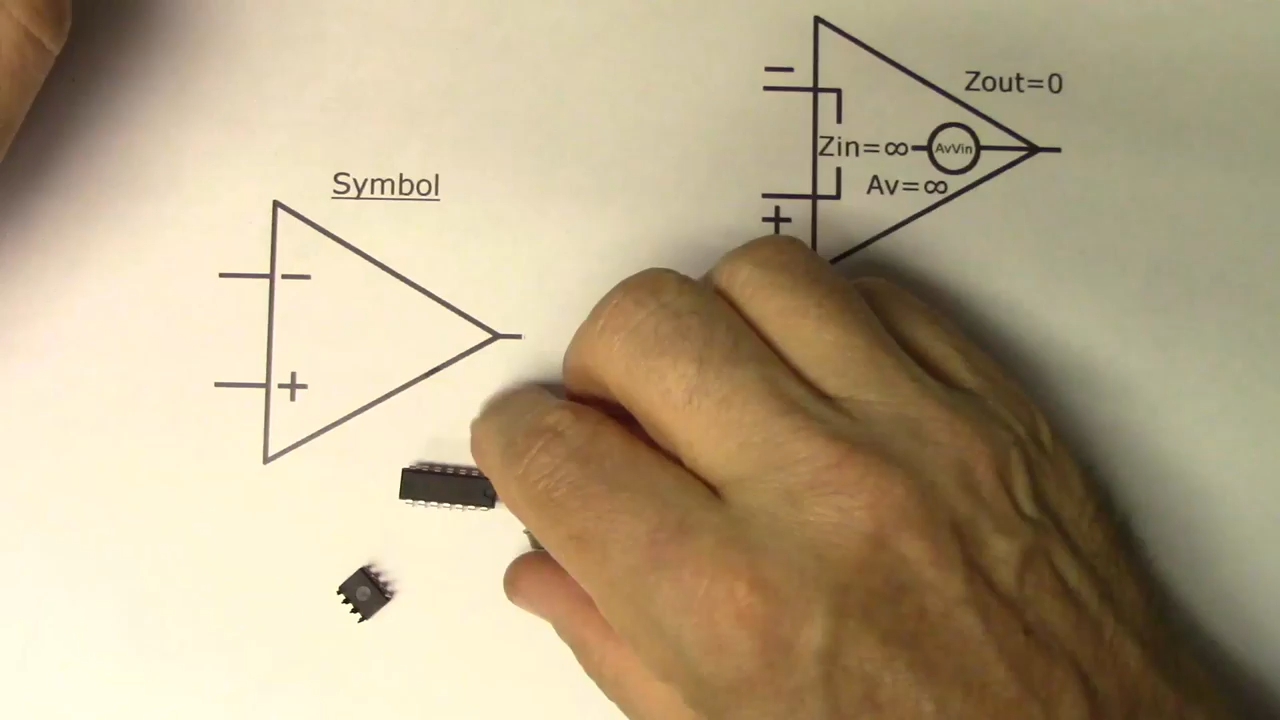 Symbol
−
+
−
+
Zout=0
Zin=∞
AvVin
Av=∞